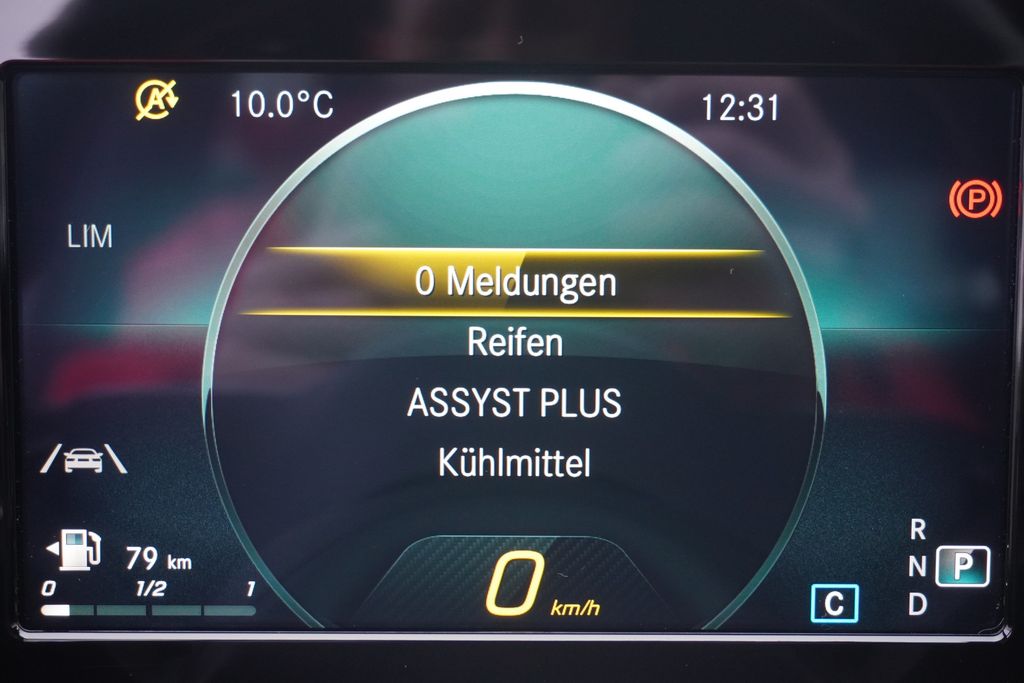 A
10.0°C
12:31
(P)
LIM
0 Meldungen
Reifen
ASSYST PLUS
Kühlmittel
79 km
0 1/2 1
0 km/h
C
R
N P
D